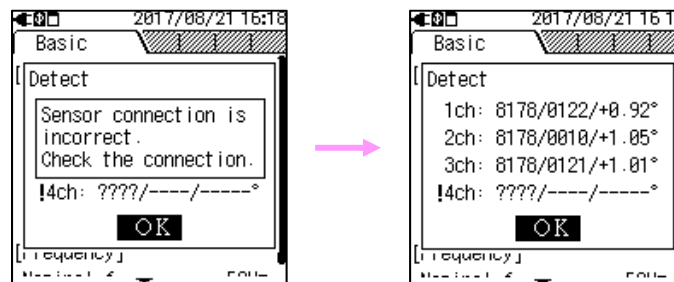 2017/08/21 16:18
Basic
[
Detect
Sensor connection is
incorrect.
Check the connection.
!4ch: ????/----/-----°
OK
[Frequency]
2017/08/21 16 1
Basic
[
Detect
1ch: 8178/0122/+0.92°
2ch: 8178/0010/+1.05°
3ch: 8178/0121/+1.01°
!4ch: ????/----/-----°
OK
[Frequency]